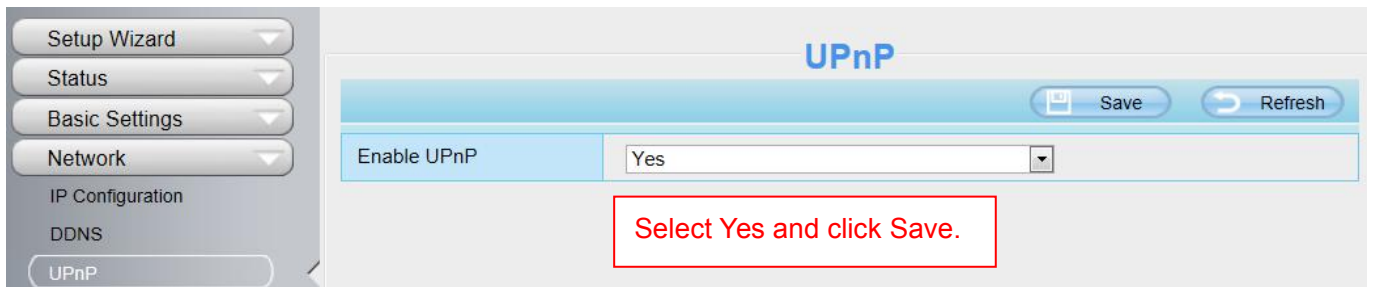 Setup Wizard
Status
Basic Settings
Network
IP Configuration
DDNS
UPnP
UPnP
Save Refresh
Enable UPnP Yes
Select Yes and click Save.